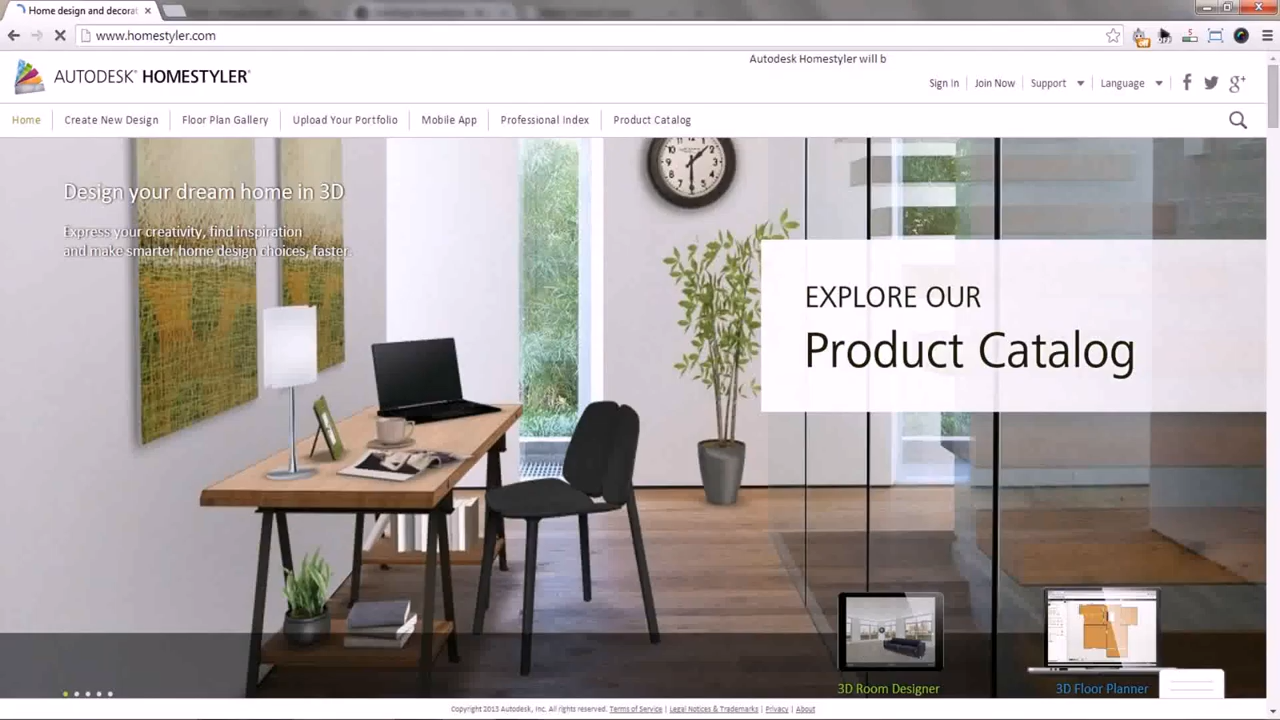 Home design and decorat
www.homestyler.com
Autodesk Homestyler will b
AUTODESK® HOMESTYLER®
Sign In
Join Now
Support
Language
Home
Create New Design
Floor Plan Gallery
Upload Your Portfolio
Mobile App
Professional Index
Product Catalog
Design your dream home in 3D
Express your creativity, find inspiration
and make smarter home design choices, faster.
EXPLORE OUR
Product Catalog
3D Room Designer
3D Floor Planner
Copyright 2013 Autodesk, Inc. All rights reserved. Terms of Service | Legal Notices & Trademarks | Privacy | About